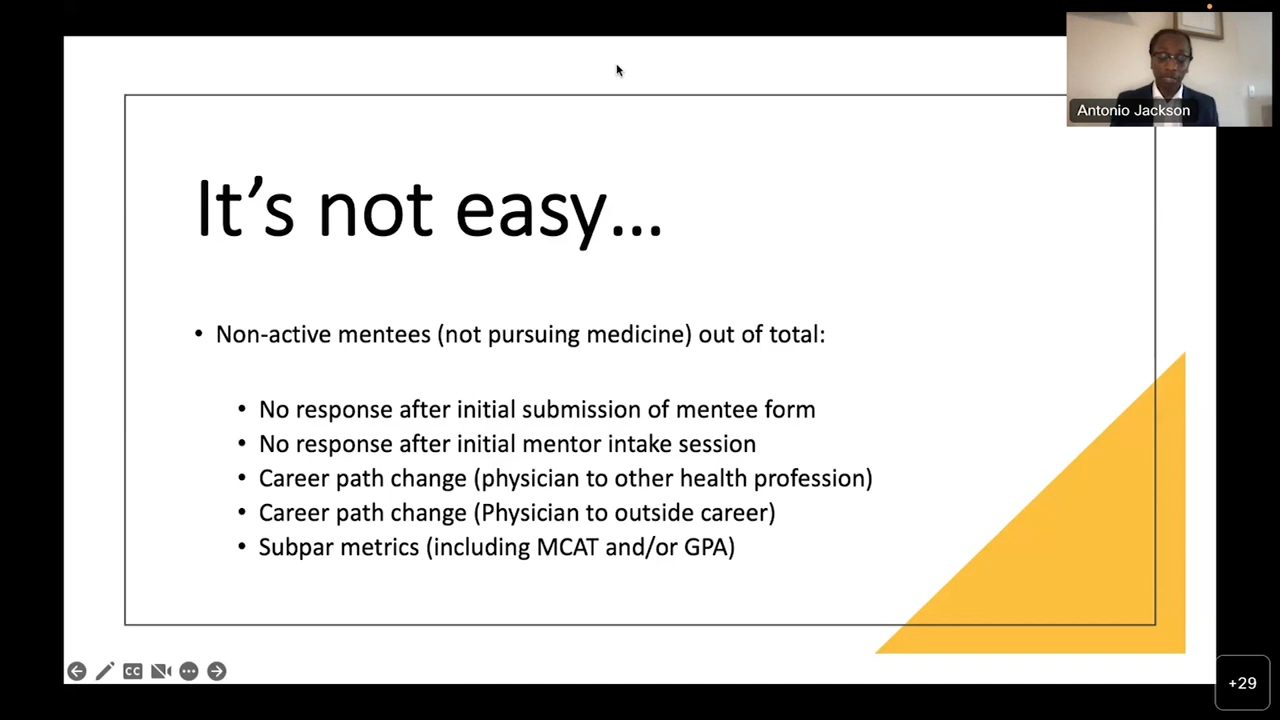 Antonio Jackson
It's not easy...
• Non-active mentees (not pursuing medicine) out of total:
• No response after initial submission of mentee form
• No response after initial mentor intake session
• Career path change (physician to other health profession)
• Career path change (Physician to outside career)
• Subpar metrics (including MCAT and/or GPA)
CC
+29